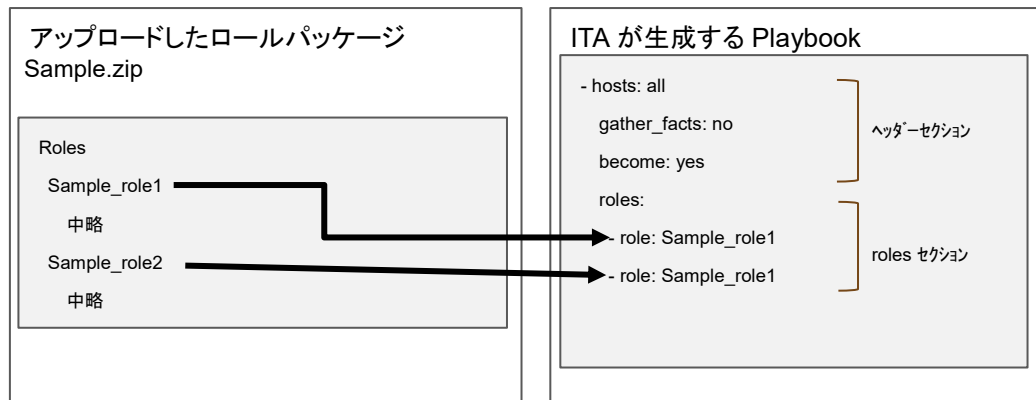 アップロードしたロールパッケージ
Sample.zip
Roles
Sample_role1
中略
Sample_role2
中略
ITA が生成する Playbook
- hosts: all
gather_facts: no
become: yes
roles:
- role: Sample_role1
- role: Sample_role1
ﾍｯﾀﾞｰｾｸｼｮﾝ
roles ｾｸｼｮﾝ